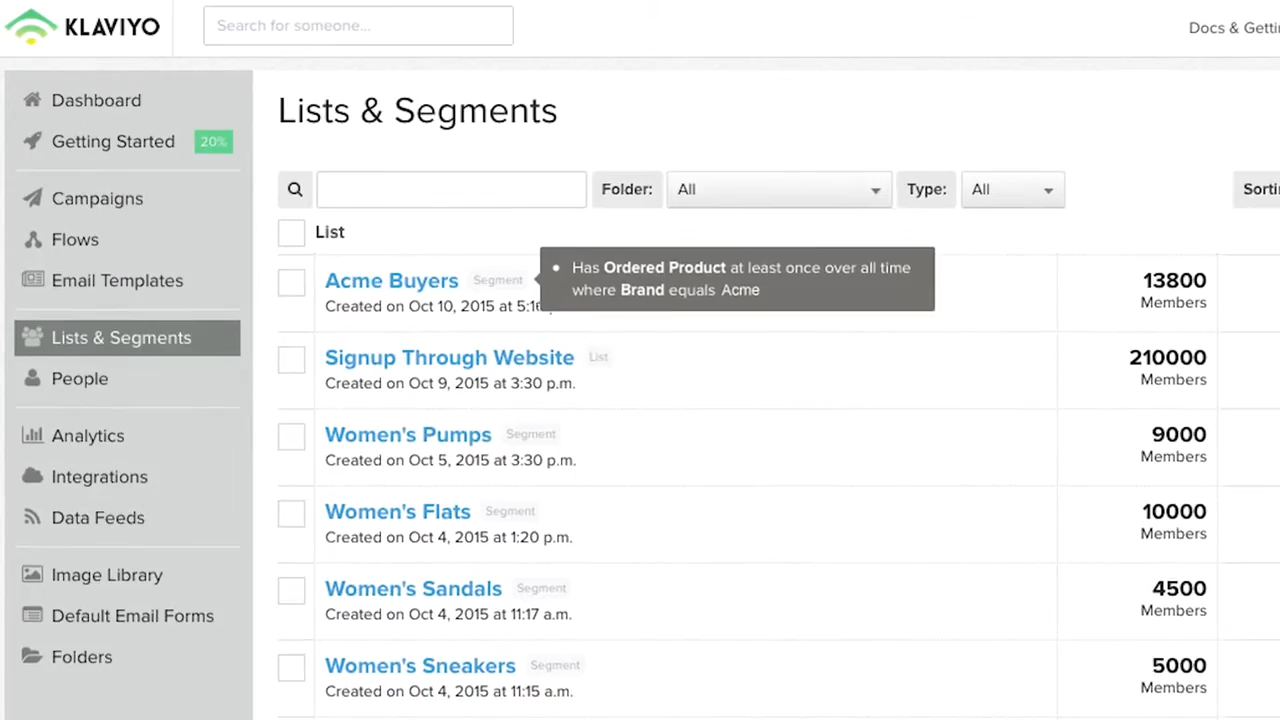 KLAVIYO
Search for someone...
Docs & Getti
Dashboard
Getting Started 20%
Campaigns
Flows
Email Templates
Lists & Segments
People
Analytics
Integrations
Data Feeds
Image Library
Default Email Forms
Folders
Lists & Segments
Folder: All Type: All Sorti
List
Acme Buyers Segment
Created on Oct 10, 2015 at
• Has Ordered Product at least once over all time
where Brand equals Acme
13800
Members
Signup Through Website List
Created on Oct 9, 2015 at 3:30 p.m.
210000
Members
Women's Pumps Segment
Created on Oct 5, 2015 at 3:30 p.m.
9000
Members
Women's Flats Segment
Created on Oct 4, 2015 at 1:20 p.m.
10000
Members
Women's Sandals Segment
Created on Oct 4, 2015 at 11:17 a.m.
4500
Members
Women's Sneakers Segment
Created on Oct 4, 2015 at 11:15 a.m.
5000
Members